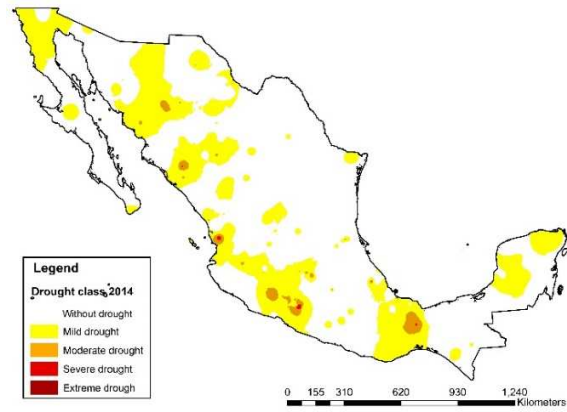 Legend
Drought class 2014
Without drought
Mild drought
Moderate drought
Severe drought
Extreme drough
0 155 310 620 930 1,240
Kilometers